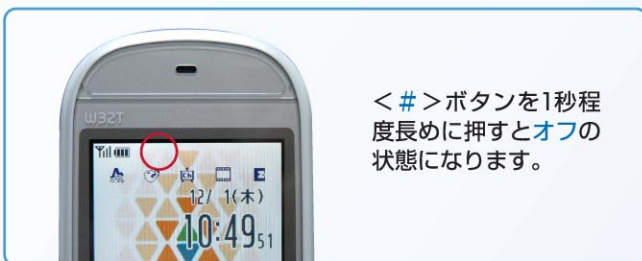 W32T
12/ 1(木)
10:49 51
<#>ボタンを1秒程
度長めに押すとオフの
状態になります。